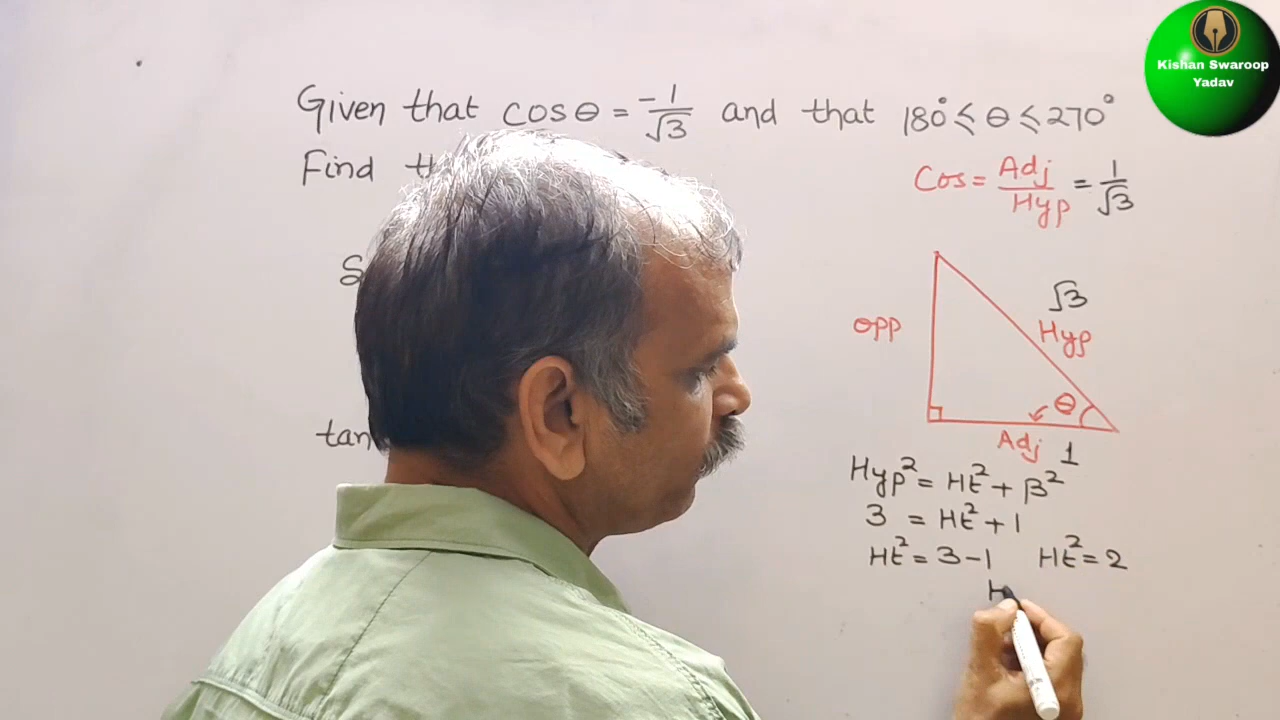 Kishan Swaroop
Yadav
Given that cos θ = -1/√3 and that 180° ≤ θ ≤ 270°
Find
Cos = Adj/Hyp = 1/√3
√3
opp
Hyp
θ
Adj 1
tan
Hyp² = Ht² + β²
3 = Ht² + 1
Ht² = 3 - 1 Ht² = 2